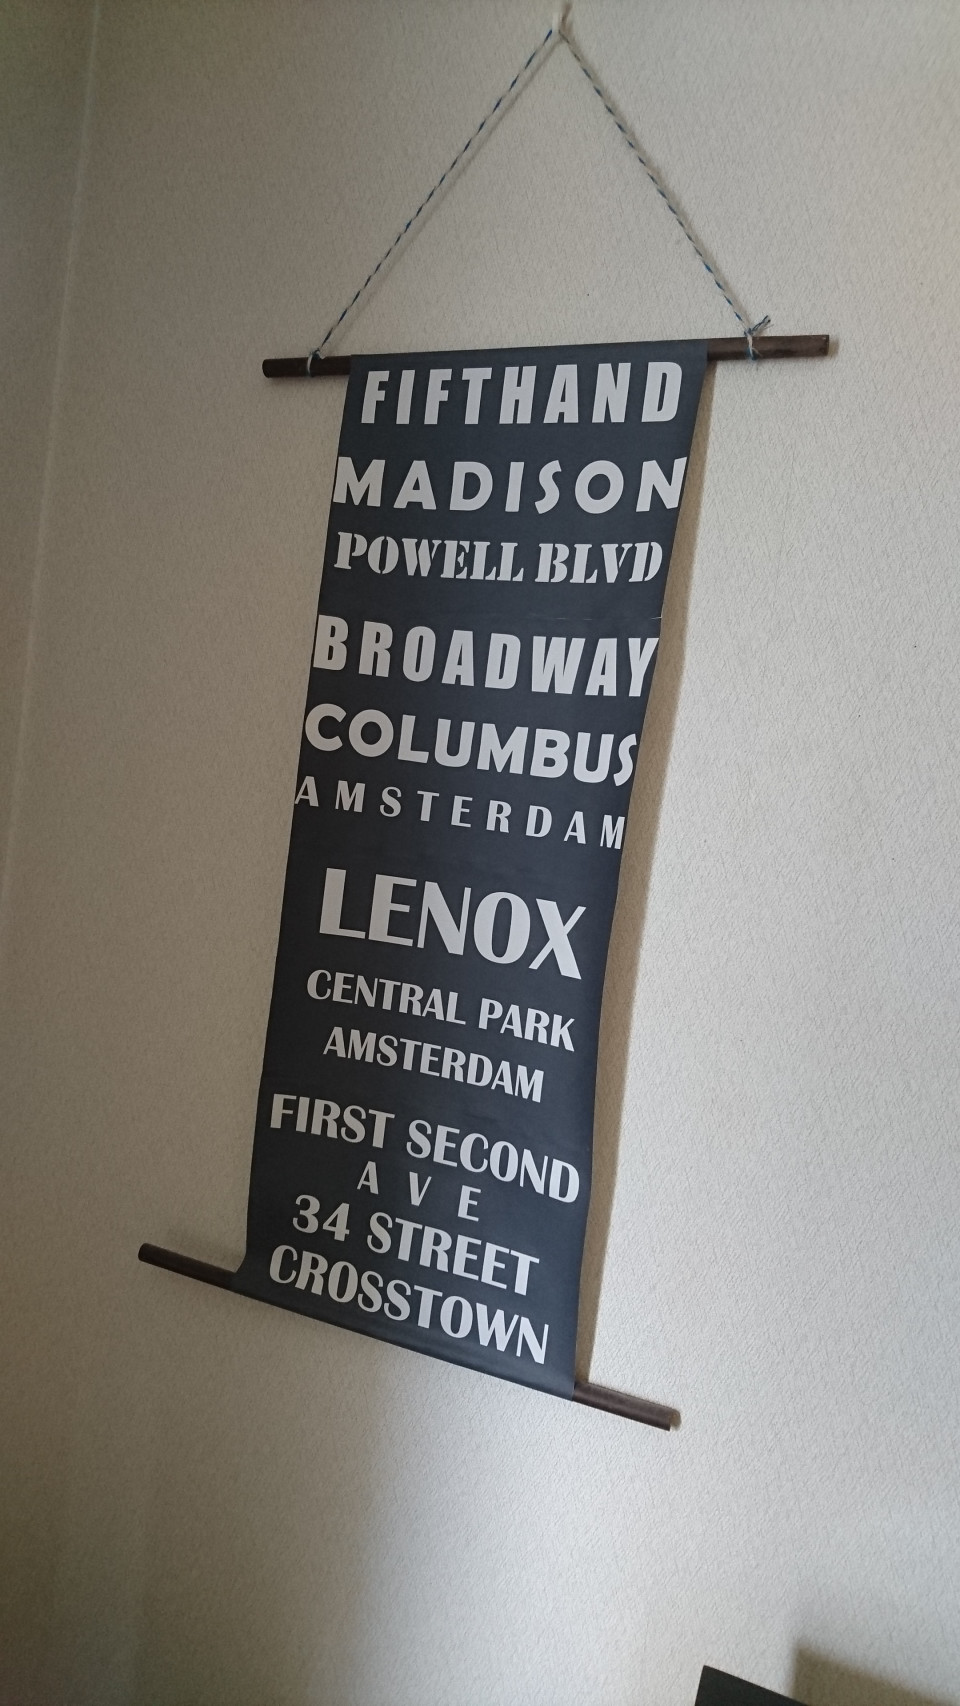 FIFTHAND
MADISON
POWELL BLVD
BROADWAY
COLUMBUS
AMSTERDAM
LENOX
CENTRAL PARK
AMSTERDAM
FIRST SECOND
AVE
34 STREET
CROSSTOWN